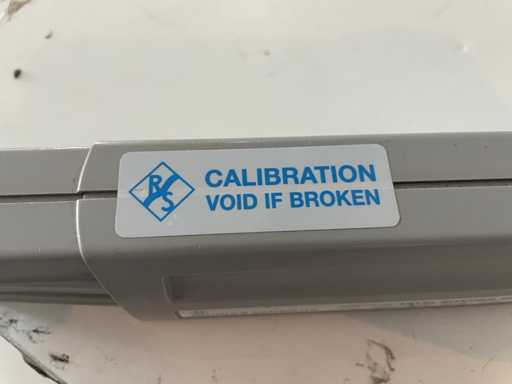 R
S
CALIBRATION
VOID IF BROKEN